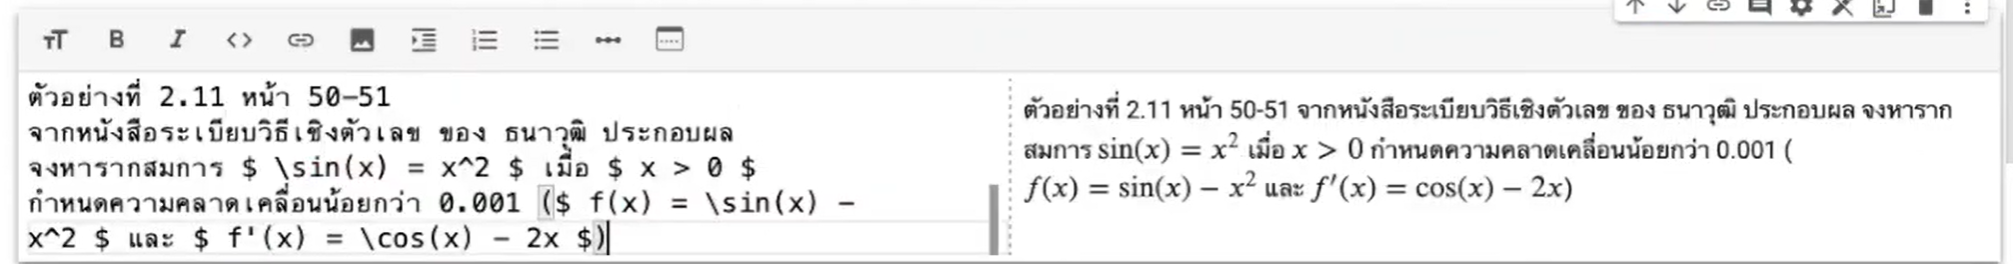 ตัวอย่างที่ 2.11 หน้า 50-51
จากหนังสือระเบียบวิธีเชิงตัวเลข ของ ธนาวุฒิ ประกอบผล
จงหารากสมการ $ \sin(x) = x^2 $ เมื่อ $ x > 0 $
กำหนดความคลาดเคลื่อนน้อยกว่า 0.001 ($ f(x) = \sin(x) -
x^2 $ และ $ f'(x) = \cos(x) - 2x $)
ตัวอย่างที่ 2.11 หน้า 50-51 จากหนังสือระเบียบวิธีเชิงตัวเลข ของ ธนาวุฒิ ประกอบผล จงหาราก
สมการ sin(x) = x² เมื่อ x > 0 กำหนดความคลาดเคลื่อนน้อยกว่า 0.001 (
f(x) = sin(x) − x² และ f′(x) = cos(x) − 2x)